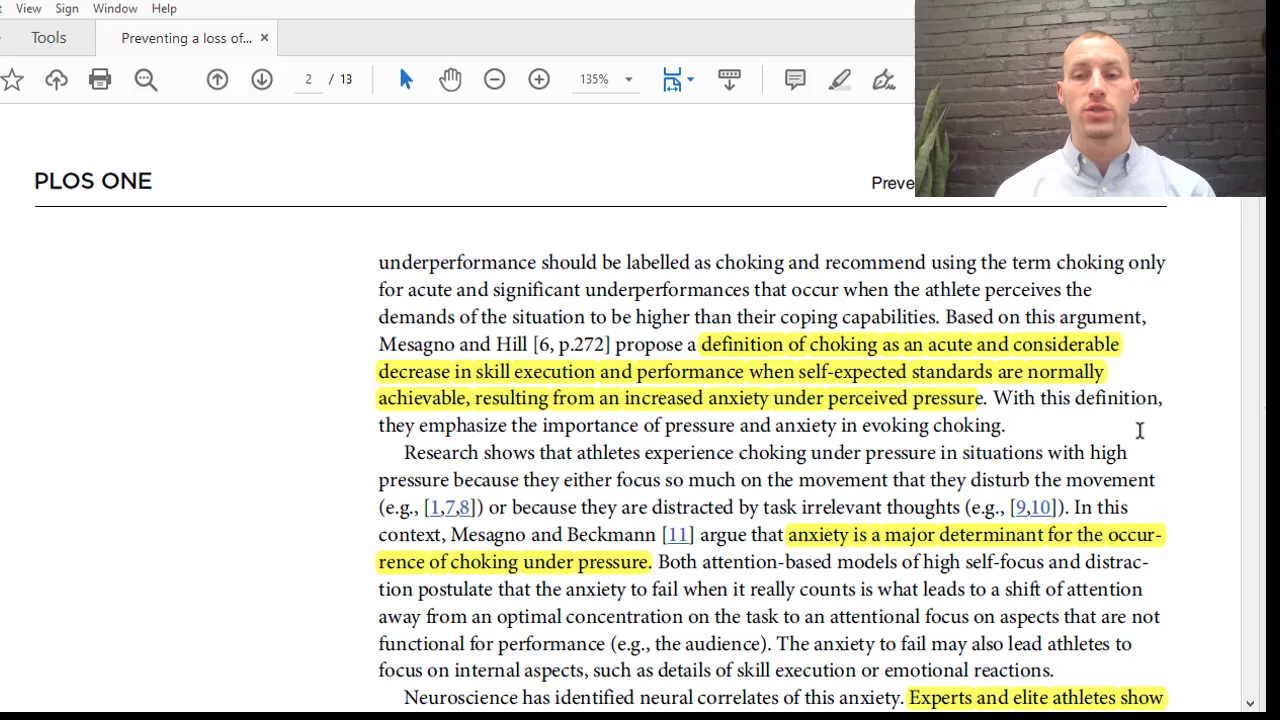 View Sign Window Help
Tools Preventing a loss of... ×
2 / 13 135%
PLOS ONE Preve
underperformance should be labelled as choking and recommend using the term choking only
for acute and significant underperformances that occur when the athlete perceives the
demands of the situation to be higher than their coping capabilities. Based on this argument,
Mesagno and Hill [6, p.272] propose a definition of choking as an acute and considerable
decrease in skill execution and performance when self-expected standards are normally
achievable, resulting from an increased anxiety under perceived pressure. With this definition,
they emphasize the importance of pressure and anxiety in evoking choking.
Research shows that athletes experience choking under pressure in situations with high
pressure because they either focus so much on the movement that they disturb the movement
(e.g., [1,7,8]) or because they are distracted by task irrelevant thoughts (e.g., [9,10]). In this
context, Mesagno and Beckmann [11] argue that anxiety is a major determinant for the occur-
rence of choking under pressure. Both attention-based models of high self-focus and distrac-
tion postulate that the anxiety to fail when it really counts is what leads to a shift of attention
away from an optimal concentration on the task to an attentional focus on aspects that are not
functional for performance (e.g., the audience). The anxiety to fail may also lead athletes to
focus on internal aspects, such as details of skill execution or emotional reactions.
Neuroscience has identified neural correlates of this anxiety. Experts and elite athletes show